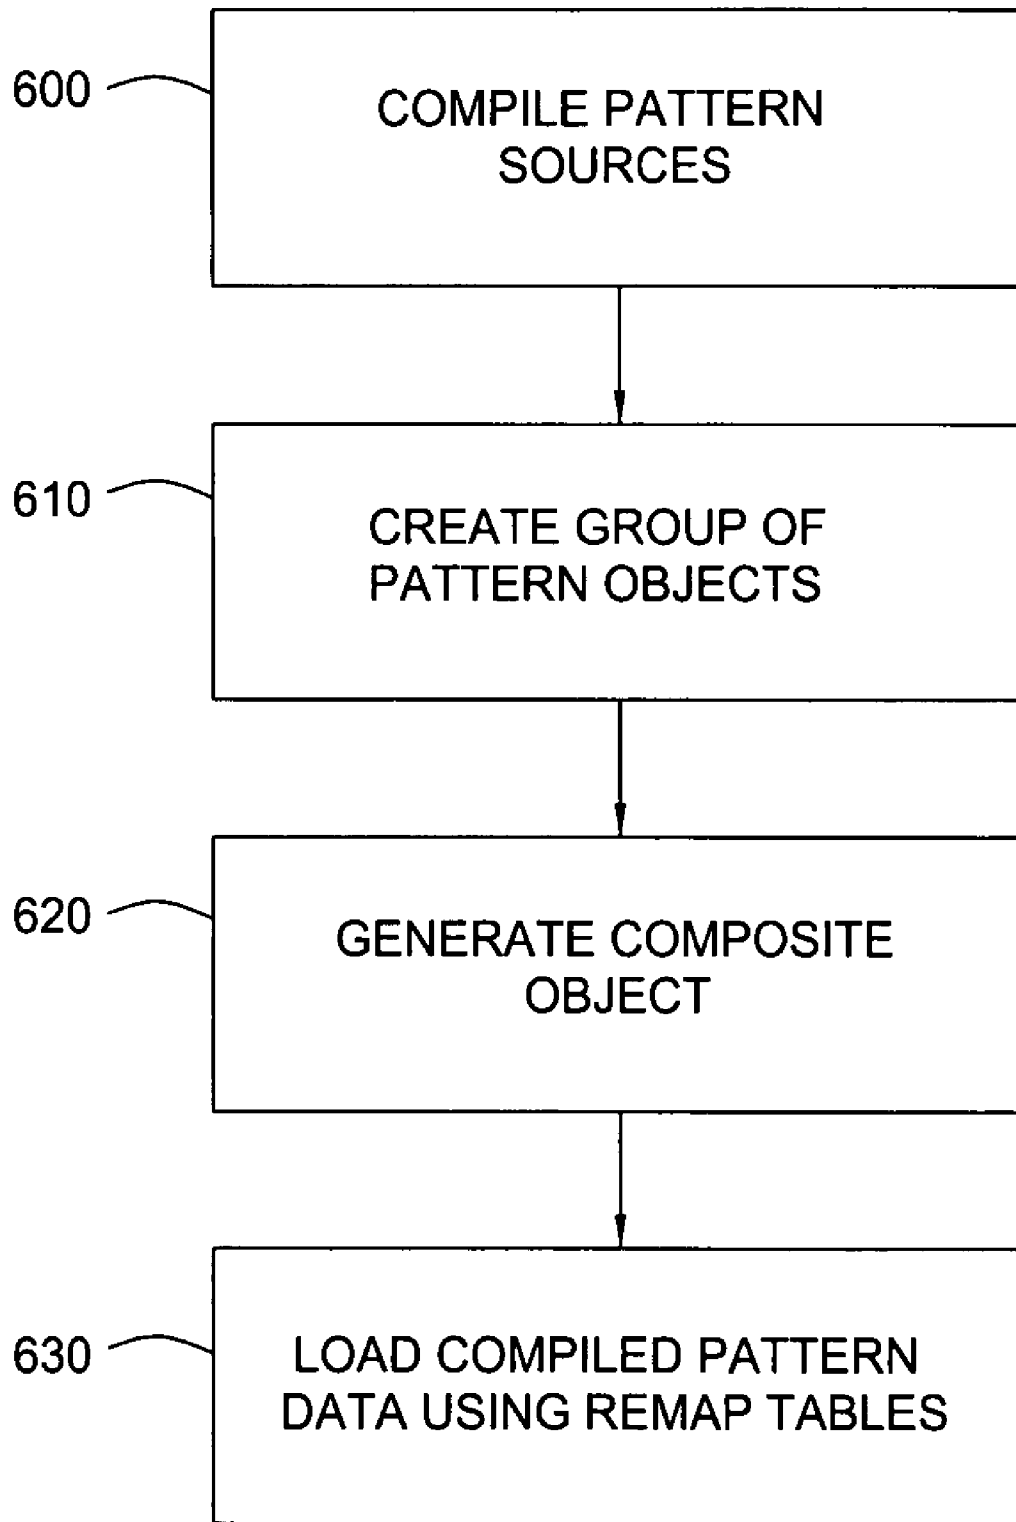 600
COMPILE PATTERN
SOURCES
610
CREATE GROUP OF
PATTERN OBJECTS
620
GENERATE COMPOSITE
OBJECT
630
LOAD COMPILED PATTERN
DATA USING REMAP TABLES